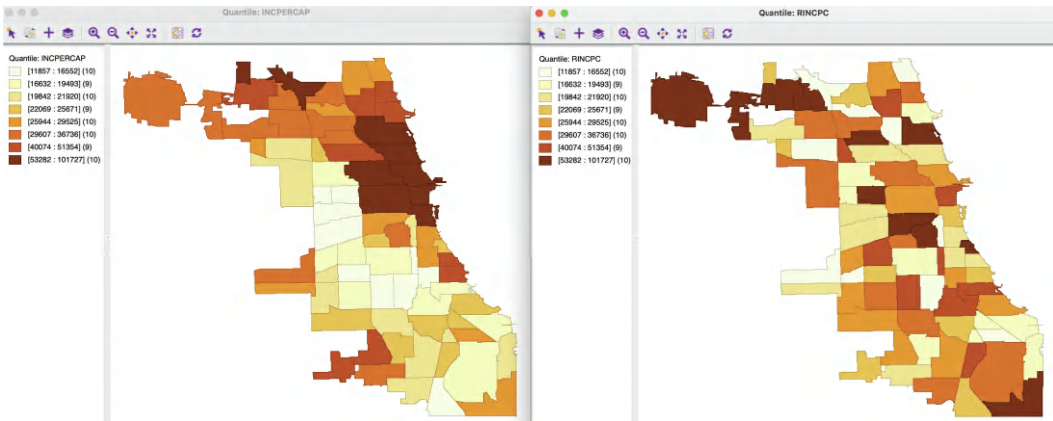 Quantile: INCPERCAP
Quantile: INCPERCAP
[11857 : 16552] (10)
[16632 : 19493] (9)
[19842 : 21920] (10)
[22069 : 25671] (9)
[25944 : 29525] (10)
[29607 : 36736] (10)
[40074 : 51354] (9)
[53282 : 101727] (10)
Quantile: RINCPC
Quantile: RINCPC
[11857 : 16552] (10)
[16632 : 19493] (9)
[19842 : 21920] (10)
[22069 : 25671] (9)
[25944 : 29525] (10)
[29607 : 36736] (10)
[40074 : 51354] (9)
[53282 : 101727] (10)